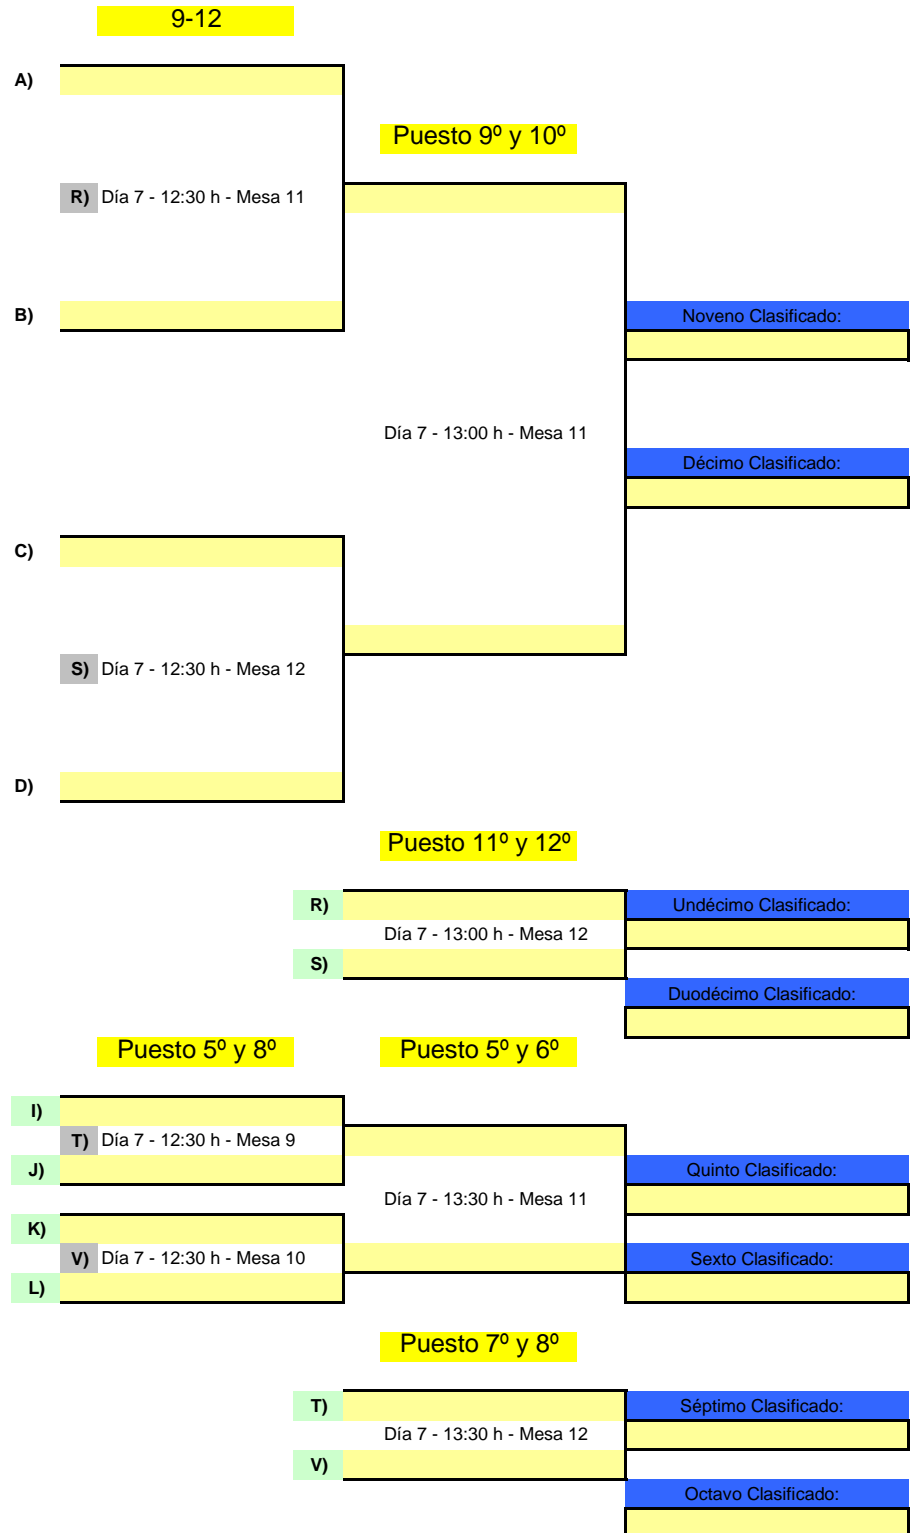 9-12
A)
Puesto 9º y 10º
R) Día 7 - 12:30 h - Mesa 11
B)
Noveno Clasificado:
Día 7 - 13:00 h - Mesa 11
Décimo Clasificado:
C)
S) Día 7 - 12:30 h - Mesa 12
D)
Puesto 11º y 12º
R)
Undécimo Clasificado:
Día 7 - 13:00 h - Mesa 12
S)
Duodécimo Clasificado:
Puesto 5º y 8º
Puesto 5º y 6º
I)
T) Día 7 - 12:30 h - Mesa 9
J)
Quinto Clasificado:
Día 7 - 13:30 h - Mesa 11
K)
V) Día 7 - 12:30 h - Mesa 10
Sexto Clasificado:
L)
Puesto 7º y 8º
T)
Séptimo Clasificado:
Día 7 - 13:30 h - Mesa 12
V)
Octavo Clasificado: